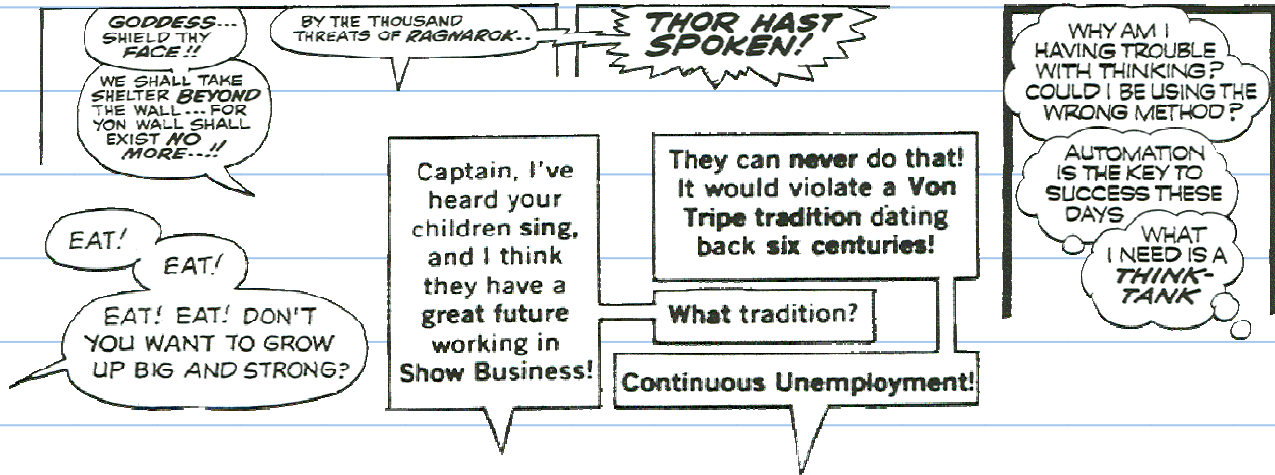 GODDESS...
SHIELD THY
FACE!!
WE SHALL TAKE
SHELTER BEYOND
THE WALL... FOR
YON WALL SHALL
EXIST NO
MORE...!!
BY THE THOUSAND
THREATS OF RAGNAROK..
THOR HAST
SPOKEN!
EAT!
EAT!
EAT! EAT! DON'T
YOU WANT TO GROW
UP BIG AND STRONG?
Captain, I've
heard your
children sing,
and I think
they have a
great future
working in
Show Business!
They can never do that!
It would violate a Von
Tripe tradition dating
back six centuries!
What tradition?
Continuous Unemployment!
WHY AM I
HAVING TROUBLE
WITH THINKING?
COULD I BE USING THE
WRONG METHOD?
AUTOMATION
IS THE KEY TO
SUCCESS THESE
DAYS
WHAT
I NEED IS A
THINK-
TANK